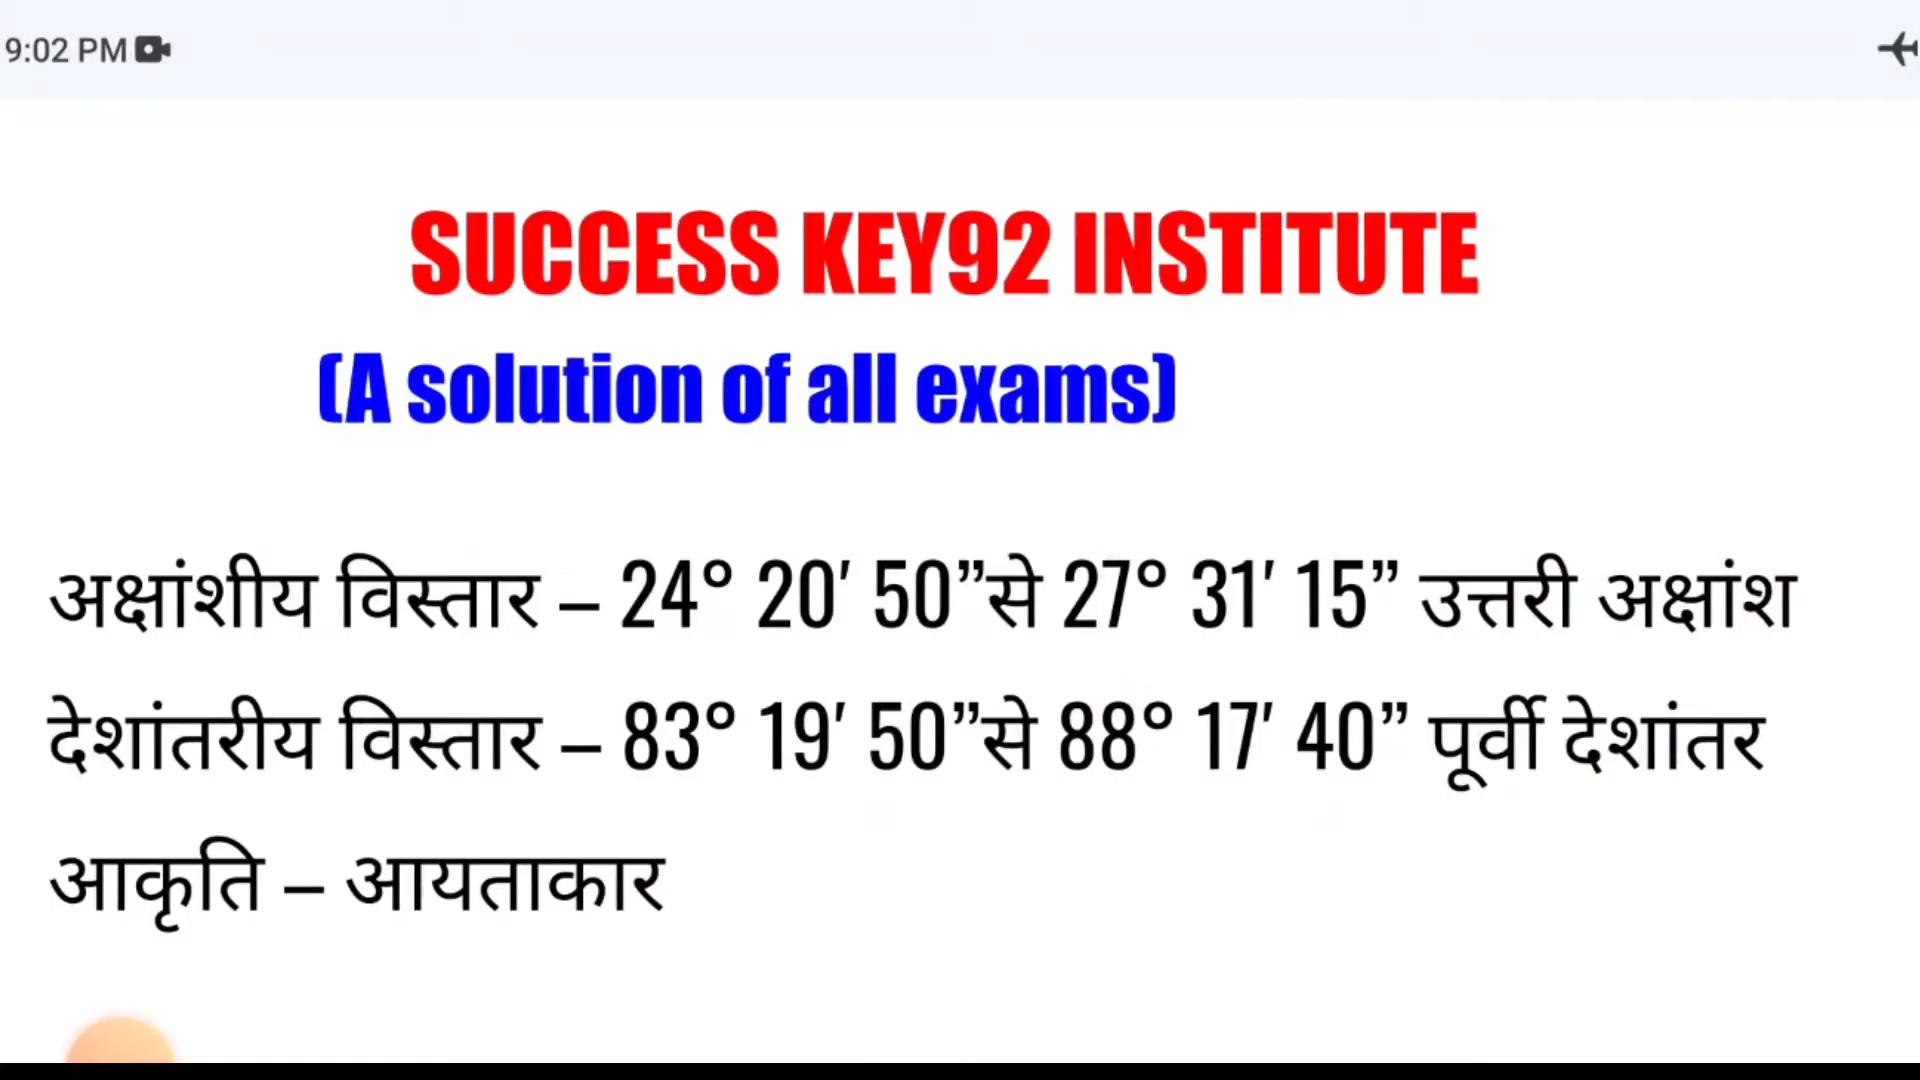 9:02 PM
SUCCESS KEY92 INSTITUTE
(A solution of all exams)
अक्षांशीय विस्तार – 24° 20′ 50”से 27° 31′ 15” उत्तरी अक्षांश
देशांतरीय विस्तार – 83° 19′ 50”से 88° 17′ 40” पूर्वी देशांतर
आकृति – आयताकार